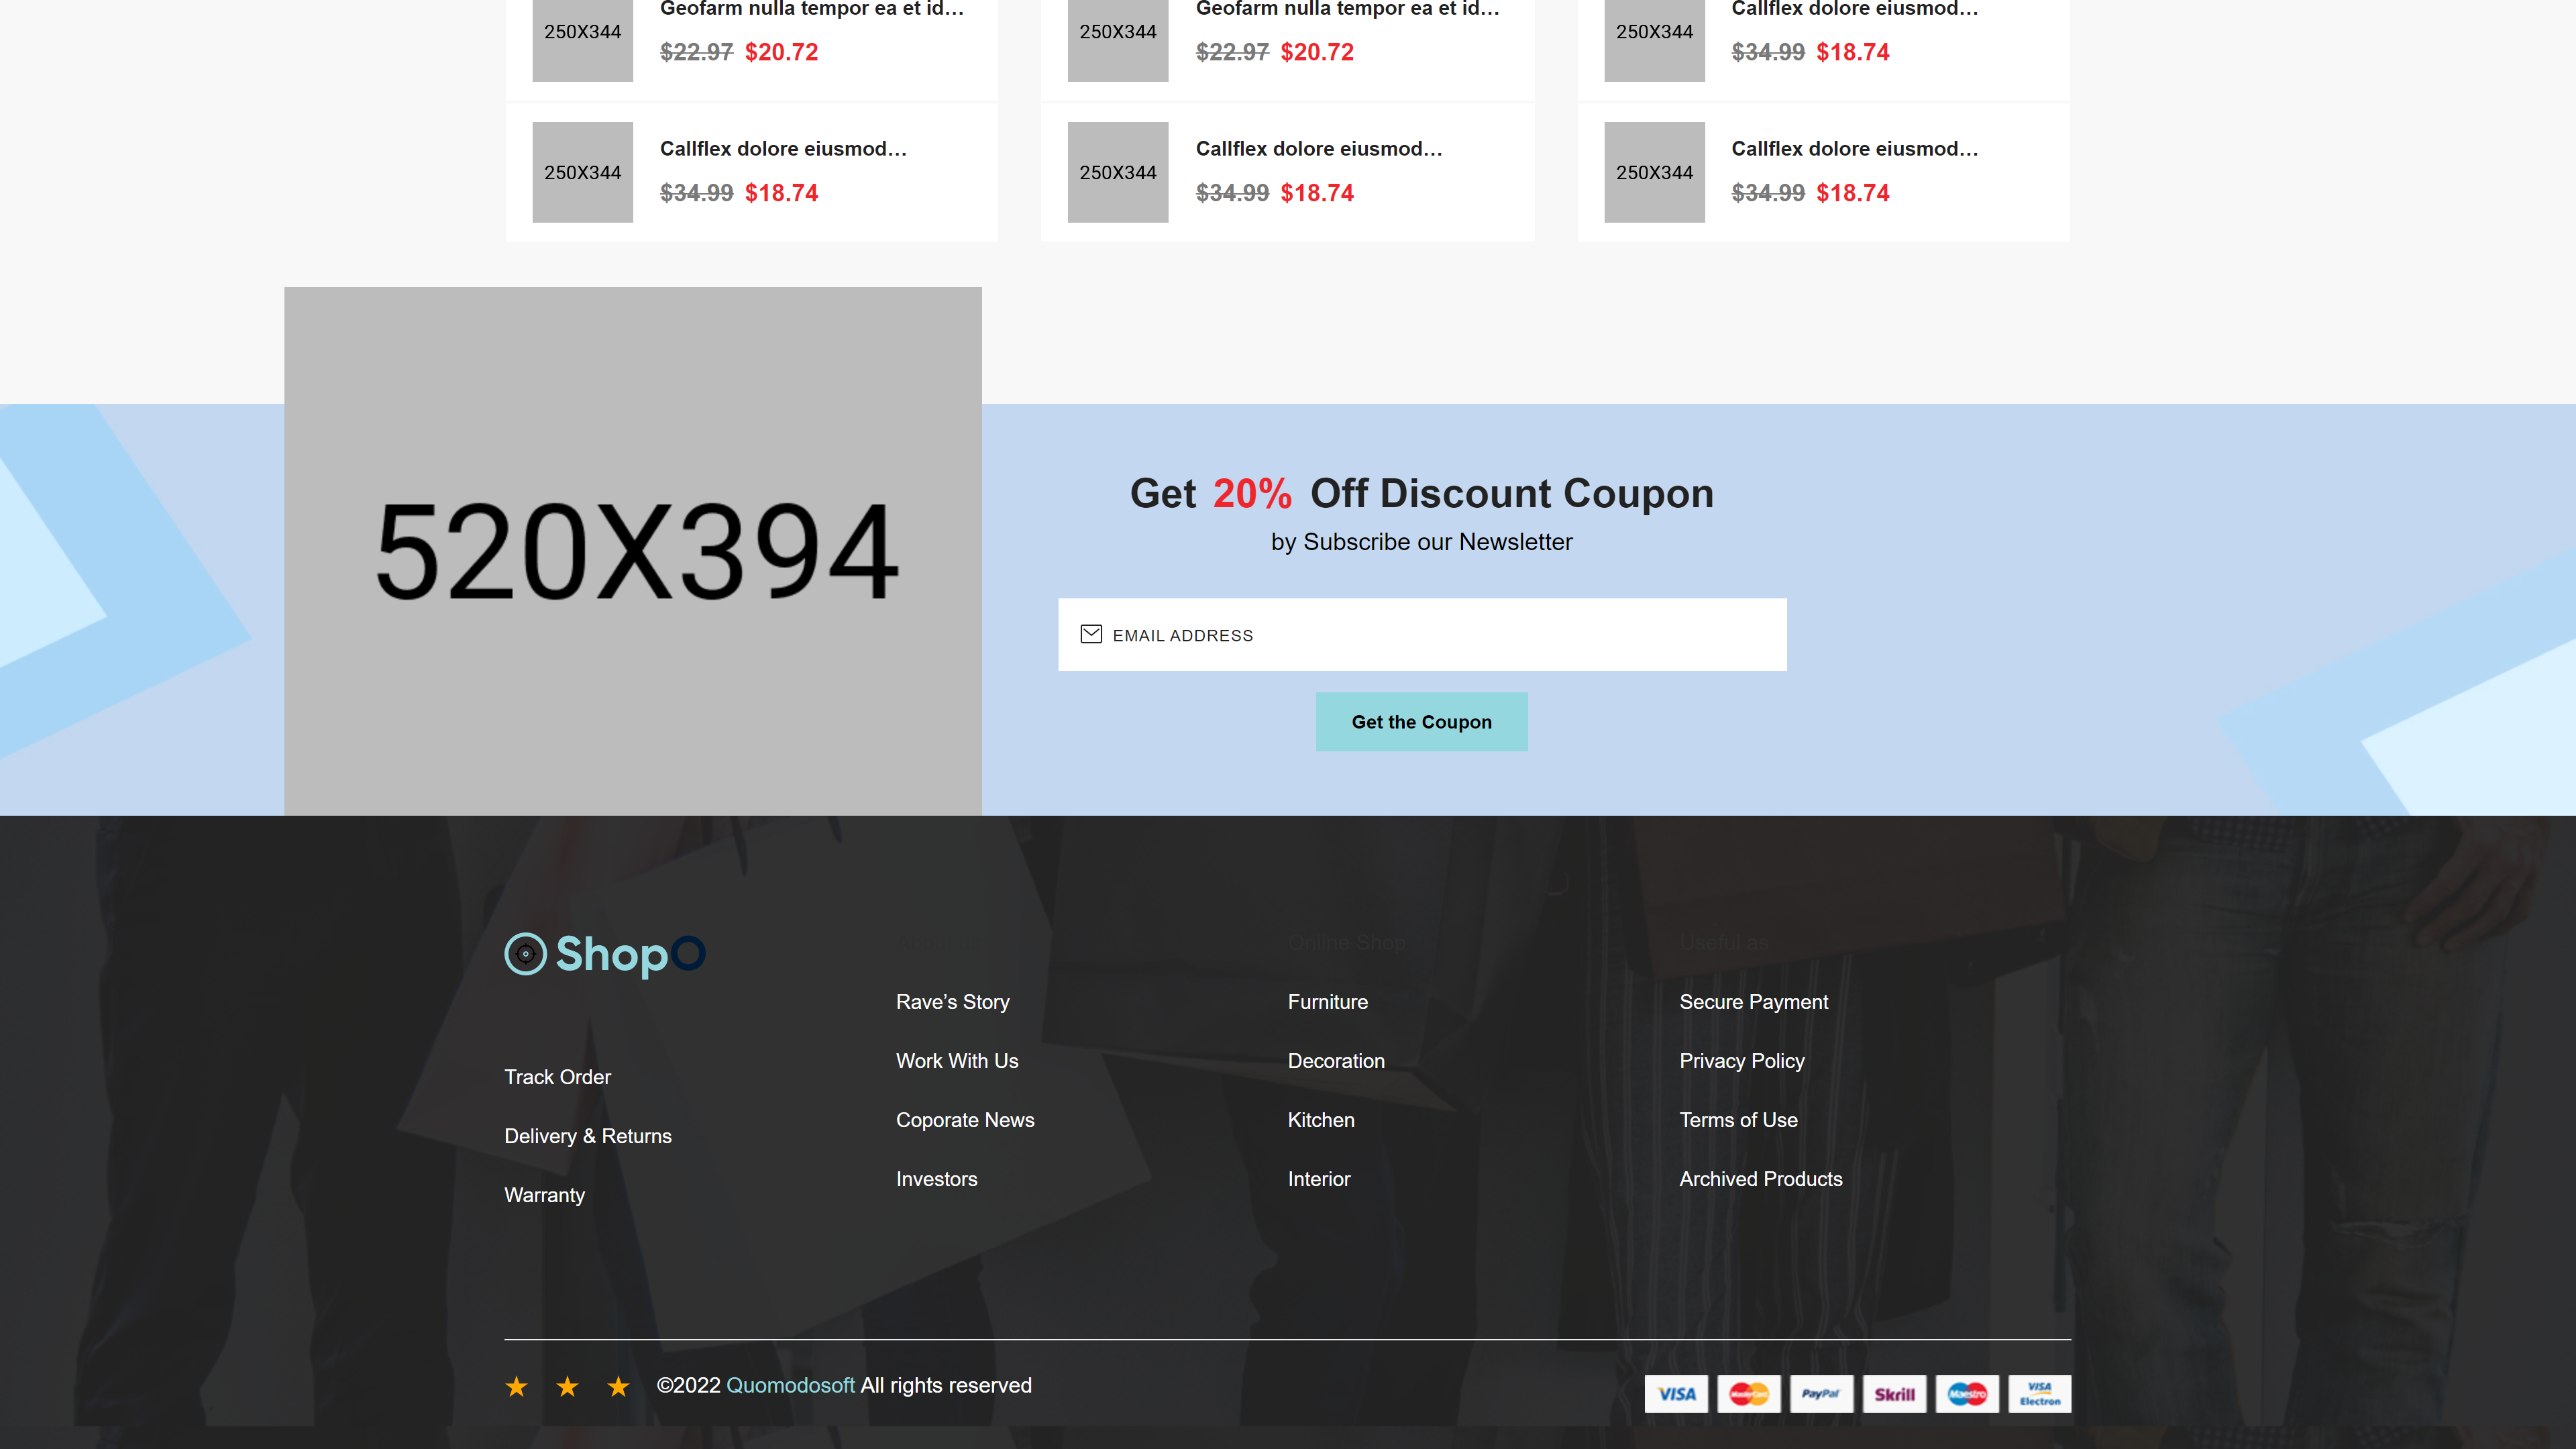 250X344
Geofarm nulla tempor ea et id...
$22.97 $20.72
250X344
Geofarm nulla tempor ea et id...
$22.97 $20.72
250X344
Callflex dolore eiusmod...
$34.99 $18.74
250X344
Callflex dolore eiusmod...
$34.99 $18.74
250X344
Callflex dolore eiusmod...
$34.99 $18.74
250X344
Callflex dolore eiusmod...
$34.99 $18.74
520X394
Get 20% Off Discount Coupon
by Subscribe our Newsletter
EMAIL ADDRESS
Get the Coupon
ShopO
Track Order
Delivery & Returns
Warranty
Rave’s Story
Work With Us
Coporate News
Investors
Online Shop
Furniture
Decoration
Kitchen
Interior
Useful as
Secure Payment
Privacy Policy
Terms of Use
Archived Products
©2022 Quomodosoft All rights reserved
VISA
MasterCard
PayPal
Skrill
Maestro
VISA
Electron